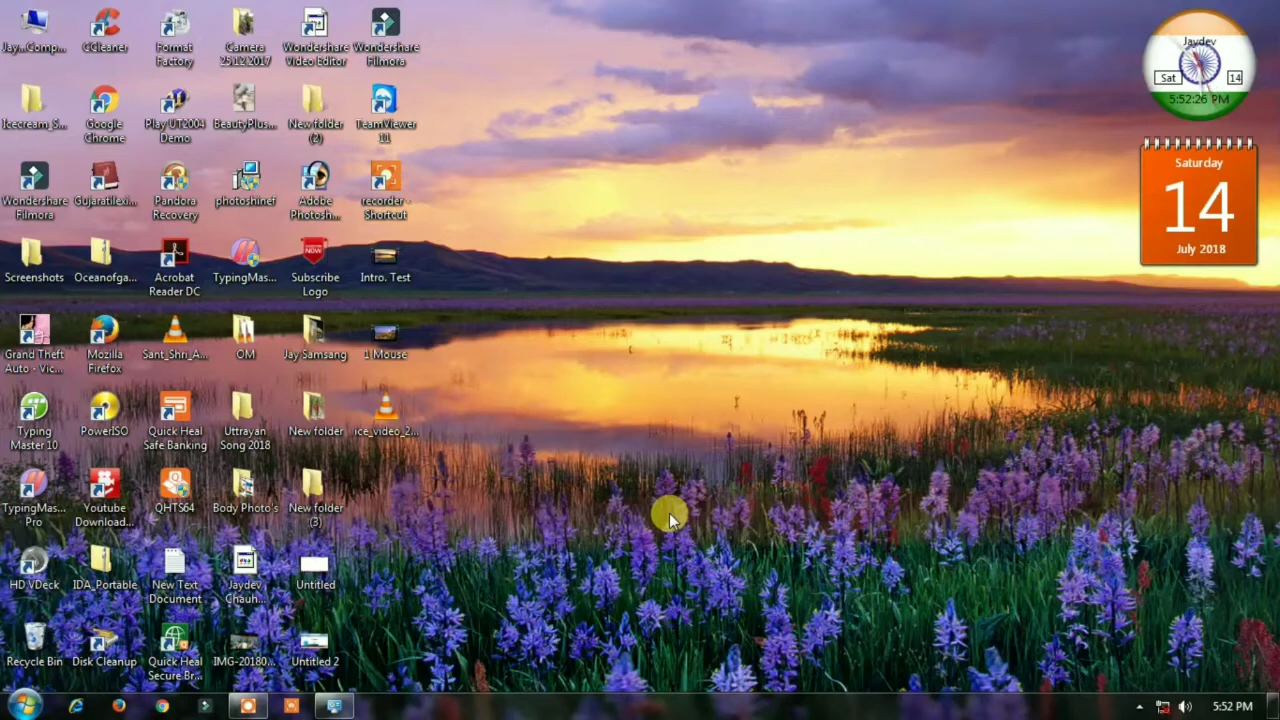 Jay...Comp...
CCleaner
Format
Factory
Camera
25.12.2017
Wondershare
Video Editor
Wondershare
Filmora
Icecream_S...
Google
Chrome
Play UT2004
Demo
BeautyPlus...
New folder
(2)
TeamViewer
11
Wondershare
Filmora
Gujaratilexi...
Pandora
Recovery
photoshinef
Adobe
Photosh...
recorder -
Shortcut
Screenshots
Oceanofga...
Acrobat
Reader DC
TypingMas...
Subscribe
Logo
Intro. Test
Grand Theft
Auto - Vic...
Mozilla
Firefox
Sant_Shri_A...
OM
Jay Samsang
1 Mouse
Typing
Master 10
PowerISO
Quick Heal
Safe Banking
Uttrayan
Song 2018
New folder
ice_video_2...
TypingMas...
Pro
Youtube
Download...
QHTS64
Body Photo's
New folder
(3)
HD VDeck
IDA_Portable
New Text
Document
Jaydev
Chauh...
Untitled
Recycle Bin
Disk Cleanup
Quick Heal
Secure Br...
IMG-20180...
Untitled 2
Jaydev
Sat
14
5:52:26 PM
Saturday
14
July 2018
5:52 PM